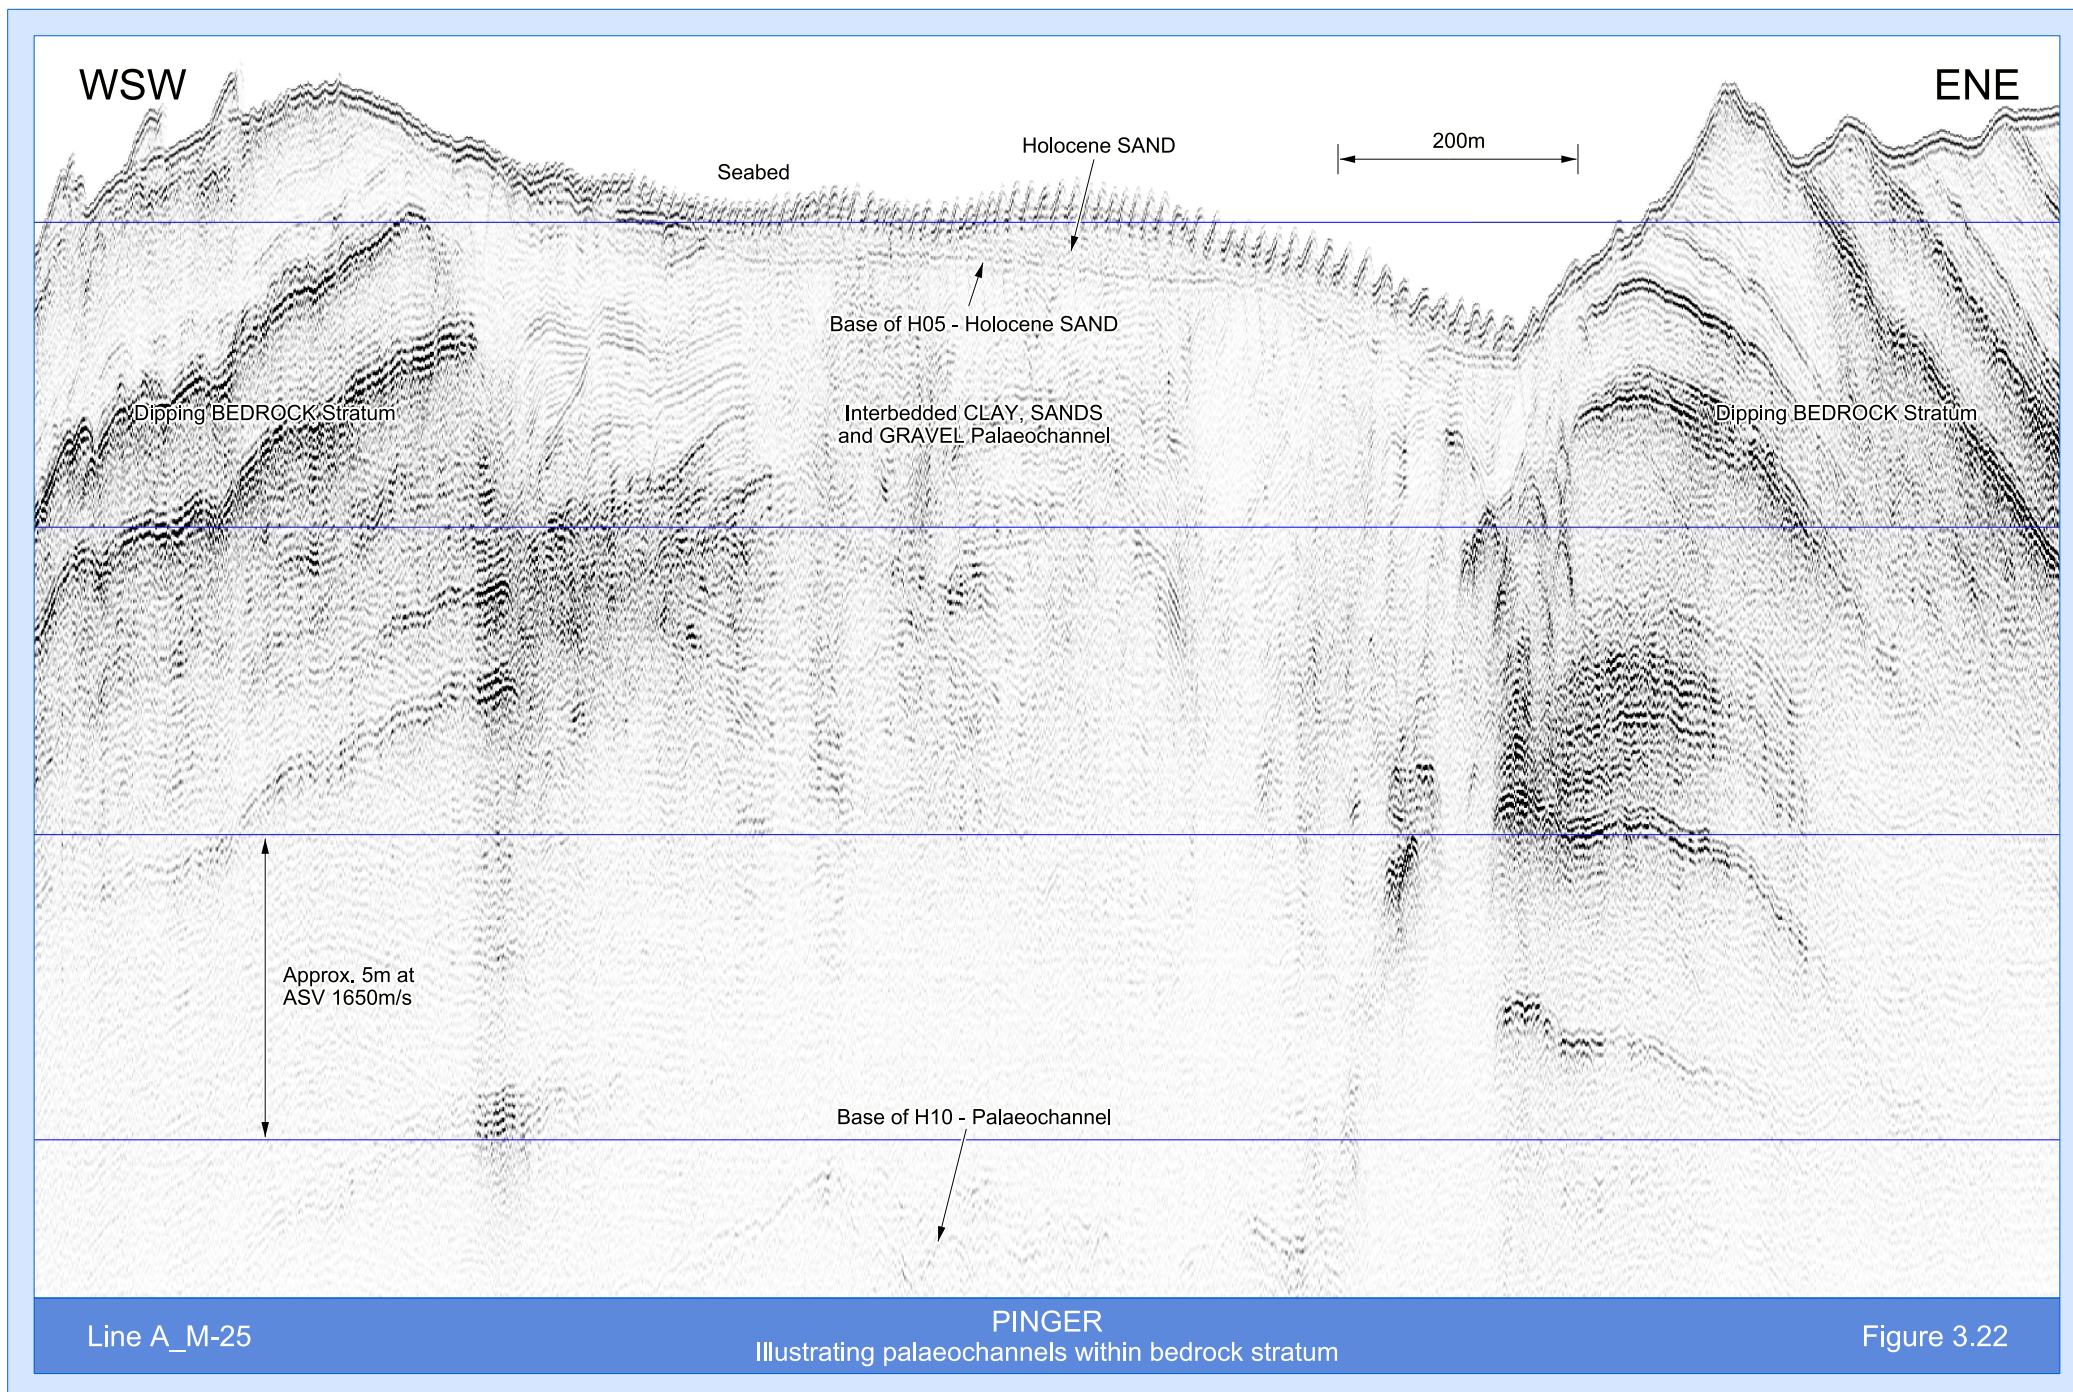 WSW
ENE
Holocene SAND
200m
Seabed
Base of H05 - Holocene SAND
Dipping BEDROCK Stratum
Interbedded CLAY, SANDS
and GRAVEL Palaeochannel
Dipping BEDROCK Stratum
Approx. 5m at
ASV 1650m/s
Base of H10 - Palaeochannel
Line A_M-25
PINGER
Illustrating palaeochannels within bedrock stratum
Figure 3.22